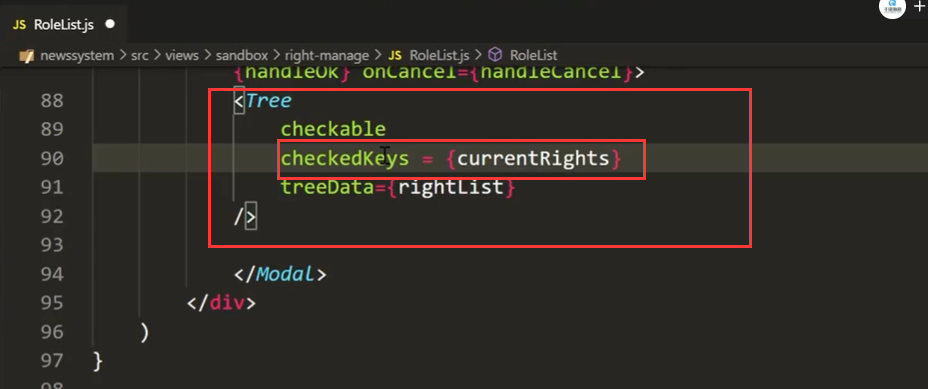 JS RoleList.js
newssystem > src > views > sandbox > right-manage > JS RoleList.js > RoleList
{handleOk} onCancel={handleCancel}>
88 <Tree
89 checkable
90 checkedKeys = {currentRights}
91 treeData={rightList}
92 />
93
94 </Modal>
95 </div>
96 )
97 }
98